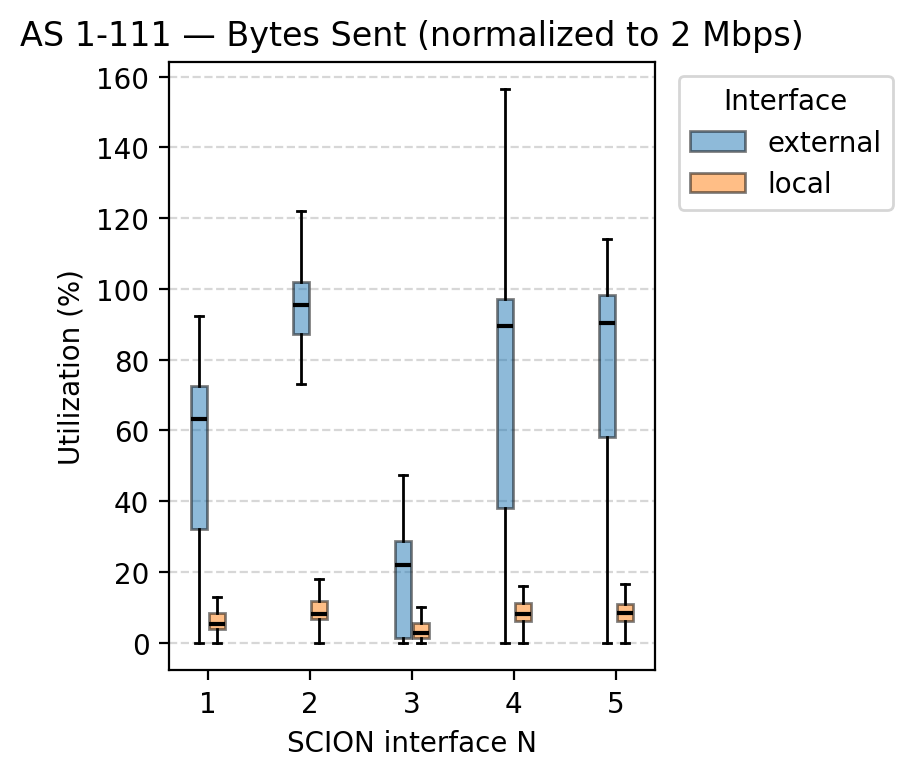 AS 1-111 — Bytes Sent (normalized to 2 Mbps)
160
140
120
100
80
60
40
20
0
Utilization (%)
1 2 3 4 5
SCION interface N
Interface
external
local